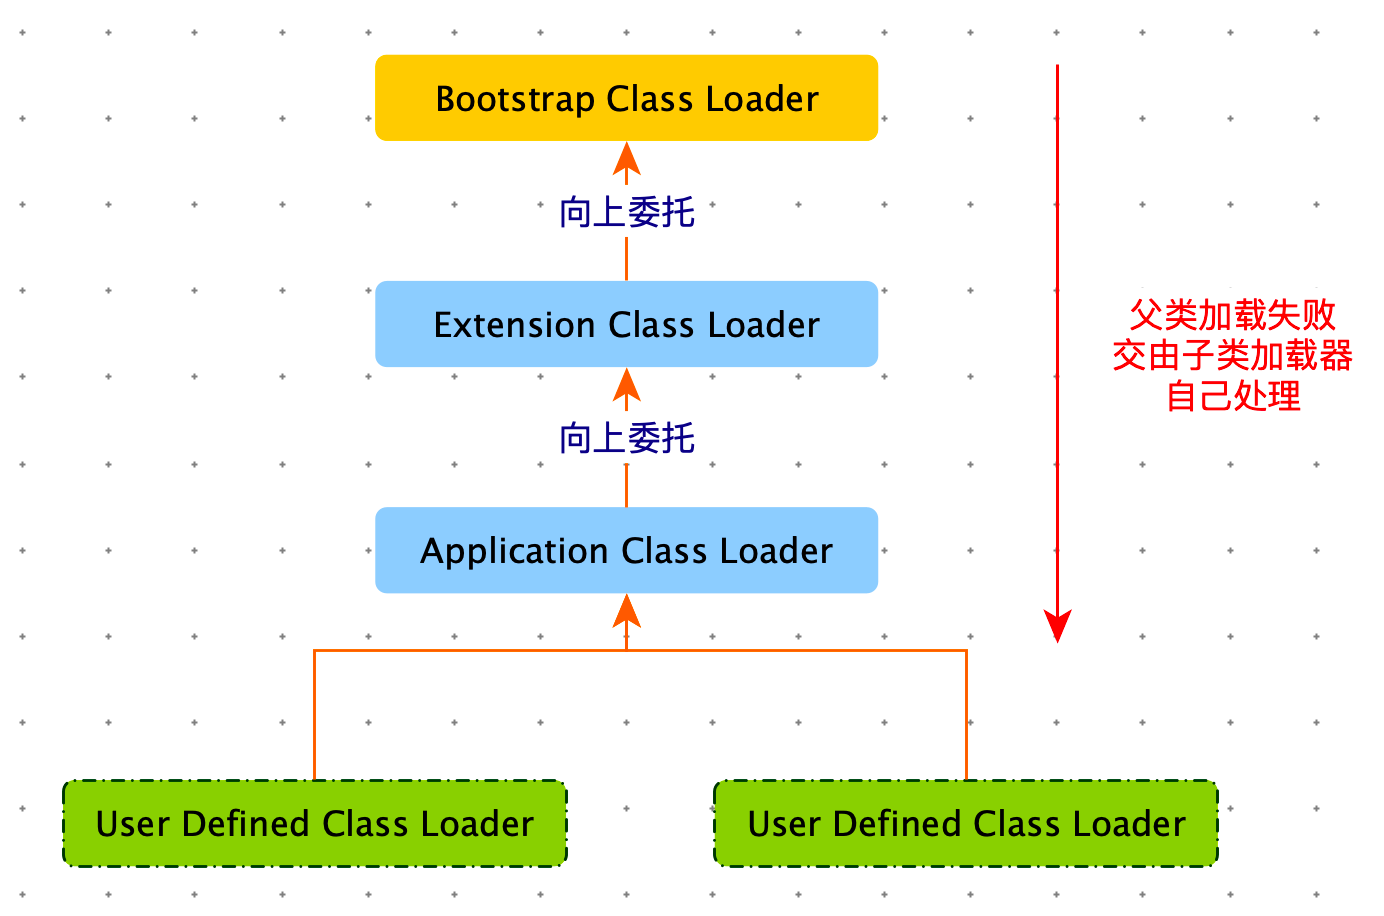 Bootstrap Class Loader
向上委托
Extension Class Loader
父类加载失败
交由子类加载器
自己处理
向上委托
Application Class Loader
User Defined Class Loader
User Defined Class Loader